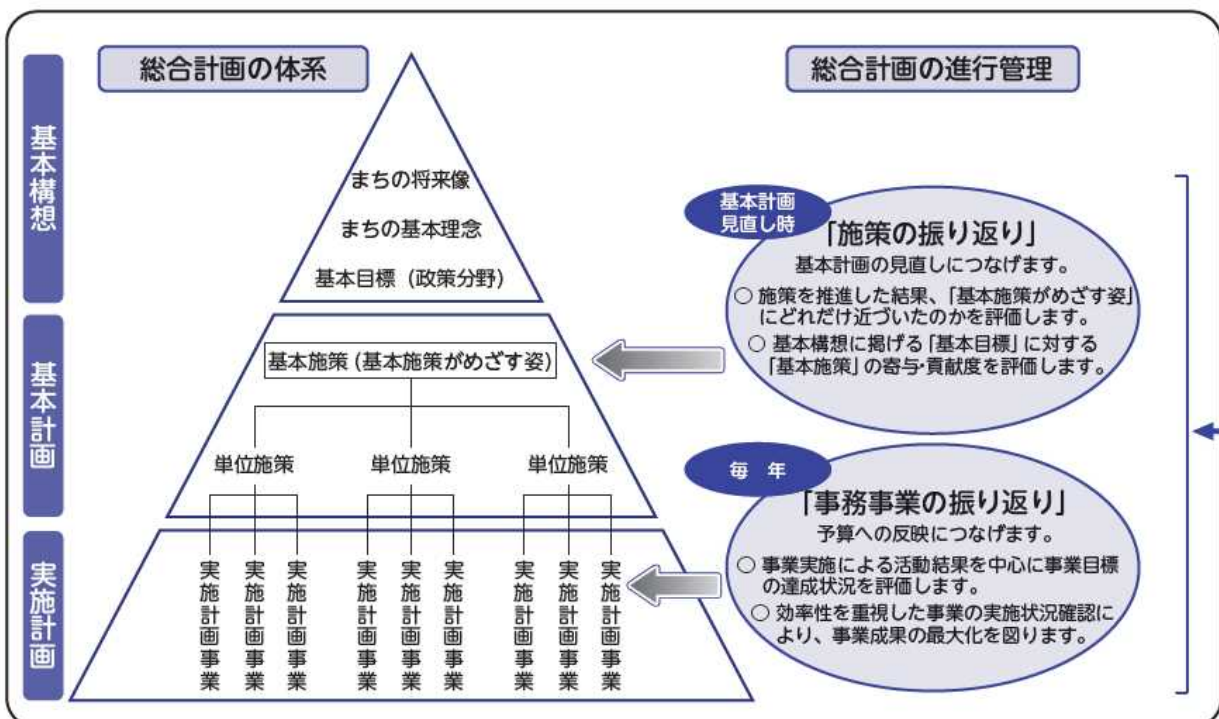 総合計画の体系
総合計画の進行管理
基本構想
まちの将来像
まちの基本理念
基本目標（政策分野）
基本計画
基本施策（基本施策がめざす姿）
単位施策
単位施策
単位施策
実施計画
実施計画事業
実施計画事業
実施計画事業
実施計画事業
実施計画事業
実施計画事業
実施計画事業
実施計画事業
実施計画事業
基本計画
見直し時
「施策の振り返り」
基本計画の見直しにつなげます。
○ 施策を推進した結果、「基本施策がめざす姿」
にどれだけ近づいたのかを評価します。
○ 基本構想に掲げる「基本目標」に対する
「基本施策」の寄与・貢献度を評価します。
毎　年
「事務事業の振り返り」
予算への反映につなげます。
○ 事業実施による活動結果を中心に事業目標
の達成状況を評価します。
○ 効率性を重視した事業の実施状況確認に
より、事業成果の最大化を図ります。